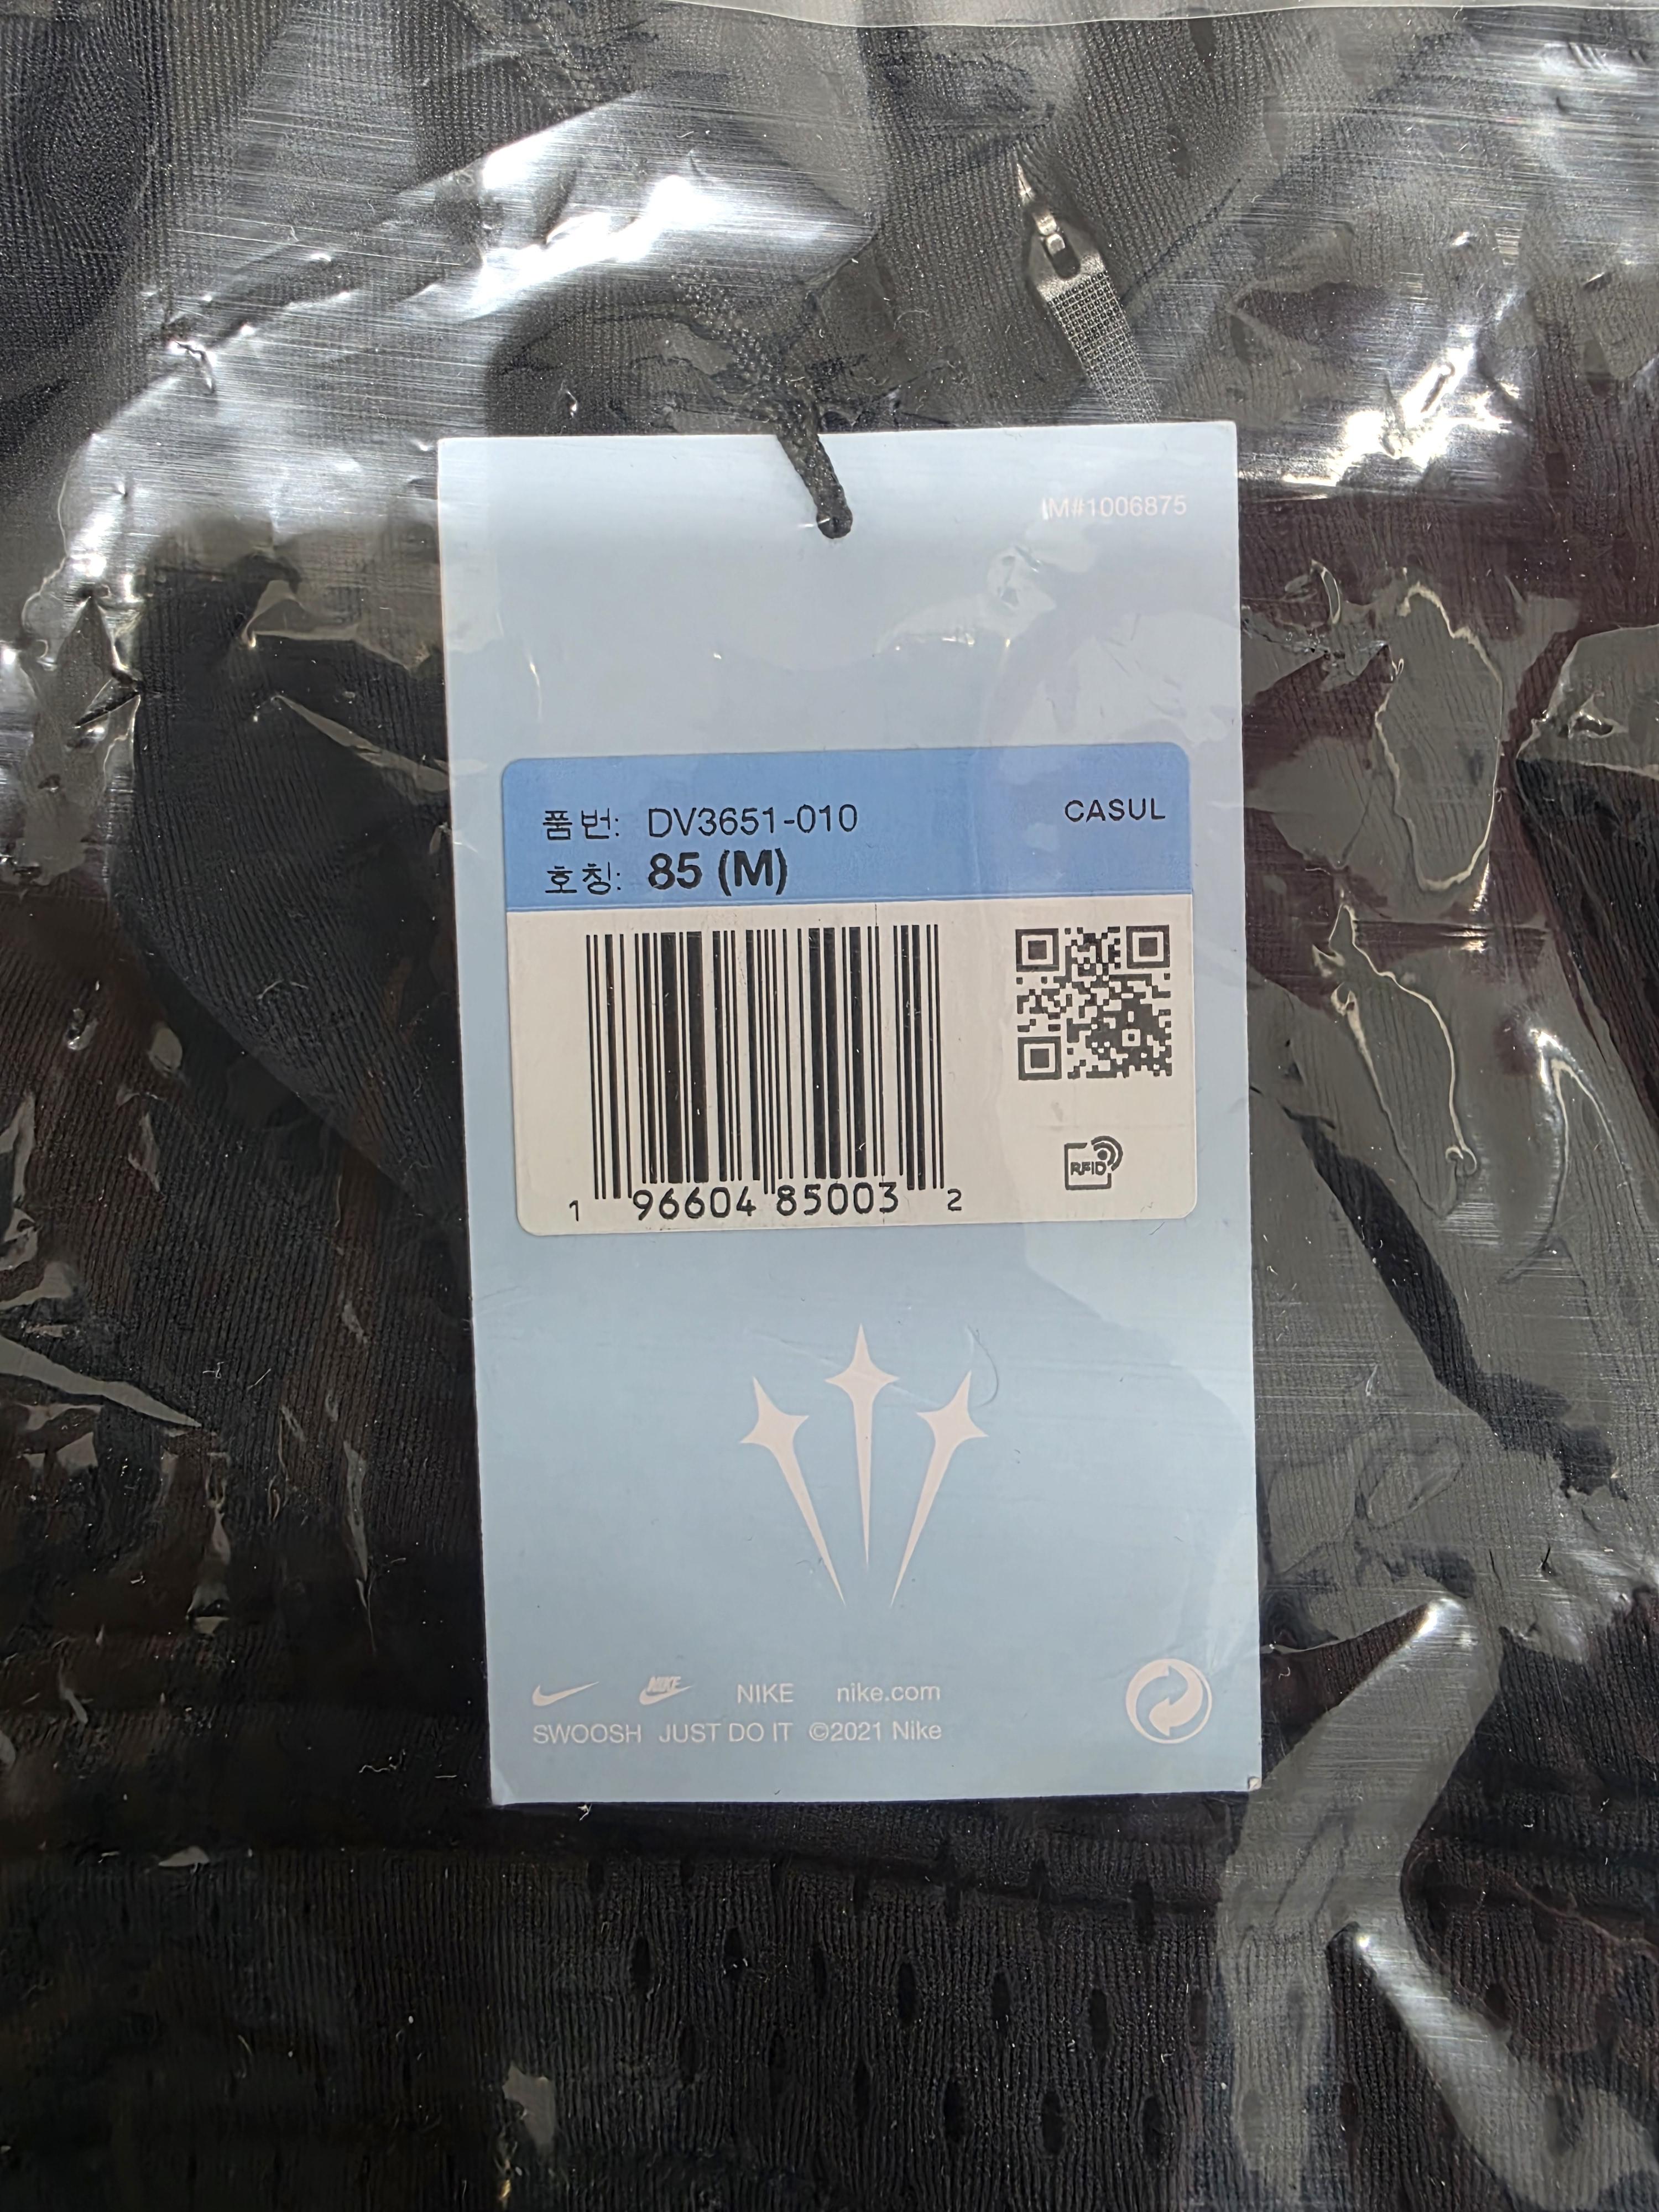 IM#1006875
품번: DV3651-010 CASUL
호칭: 85 (M)
RFID
1 96604 85003 2
NIKE NIKE nike.com
SWOOSH JUST DO IT ©2021 Nike